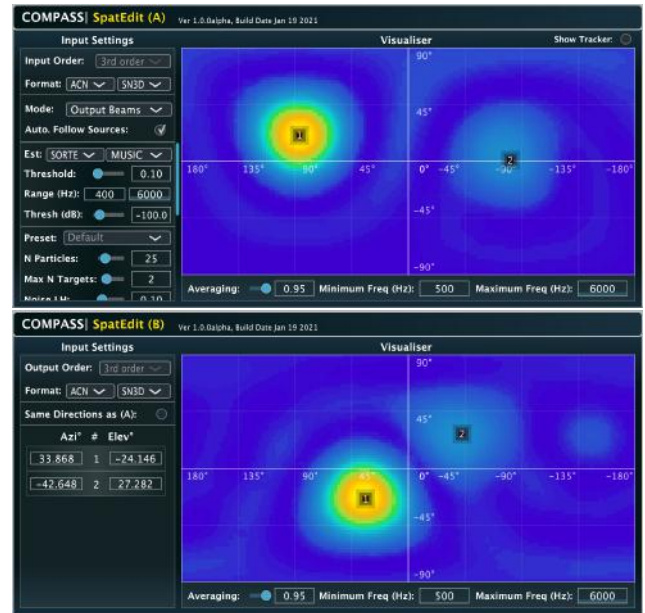 COMPASS| SpatEdit (A) Ver 1.0.0alpha, Build Date Jan 19 2021
Input Settings
Visualiser
Show Tracker:
Input Order: 3rd order
Format: ACN SN3D
Mode: Output Beams
Auto. Follow Sources:
Est: SORTE MUSIC
Threshold: 0.10
Range (Hz): 400 6000
Thresh (dB): -100.0
Preset: Default
N Particles: 25
Max N Targets: 2
Noise LH: 0.10
90°
45°
180° 90° 0° -45° -90° -135° -180°
-45°
-90°
1
2
Averaging: 0.95 Minimum Freq (Hz): 500 Maximum Freq (Hz): 6000
COMPASS| SpatEdit (B) Ver 1.0.0alpha, Build Date Jan 19 2021
Input Settings
Visualiser
Output Order: 3rd order
Format: ACN SN3D
Same Directions as (A):
Azi° # Elev°
33.868 1 -24.146
-42.648 2 27.282
90°
45°
180° 135° 90° 45° 0° -45° -90° -135° -180°
-45°
-90°
2
1
Averaging: 0.95 Minimum Freq (Hz): 500 Maximum Freq (Hz): 6000